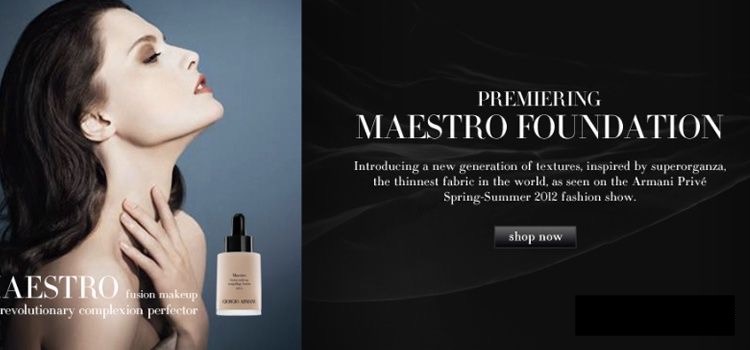 PREMIERING
MAESTRO FOUNDATION
Introducing a new generation of textures, inspired by superorganza,
the thinnest fabric in the world, as seen on the Armani Privé
Spring-Summer 2012 fashion show.
shop now
AESTRO fusion makeup
revolutionary complexion perfector
Maestro
GIORGIO ARMANI